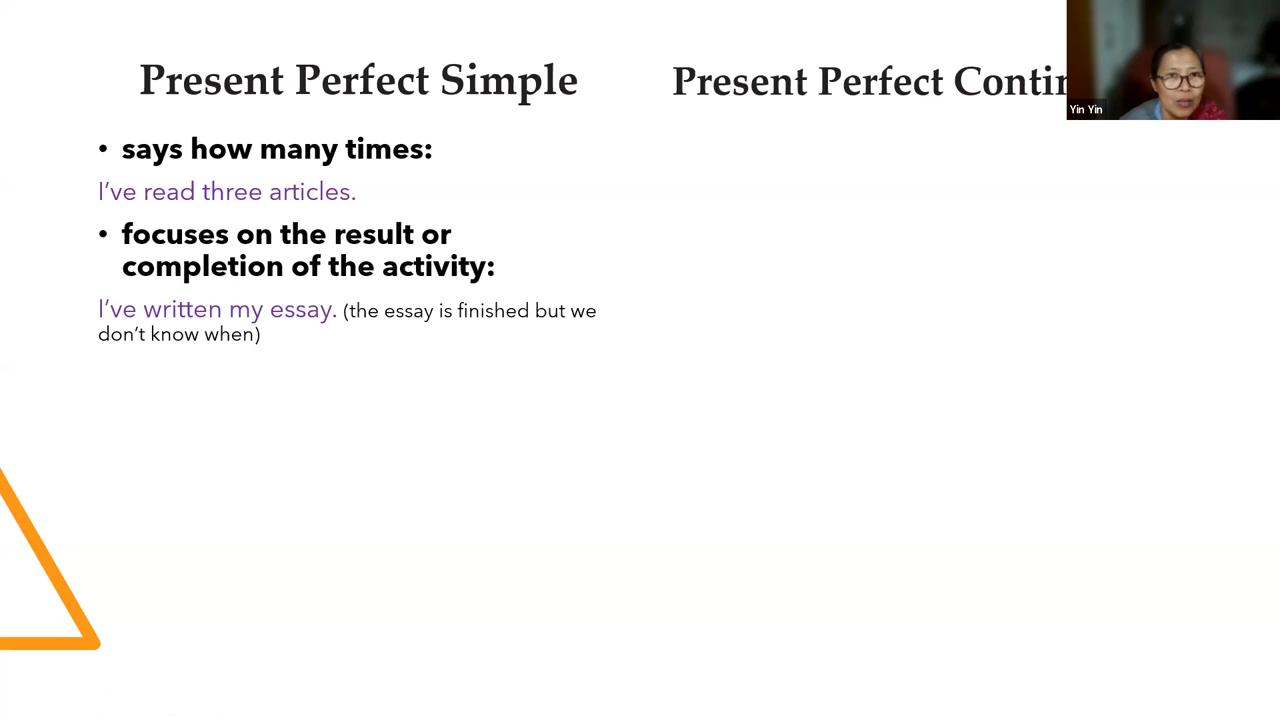 Present Perfect Simple
• says how many times:
I've read three articles.
• focuses on the result or
completion of the activity:
I've written my essay. (the essay is finished but we
don't know when)
Present Perfect Contin
Yin Yin